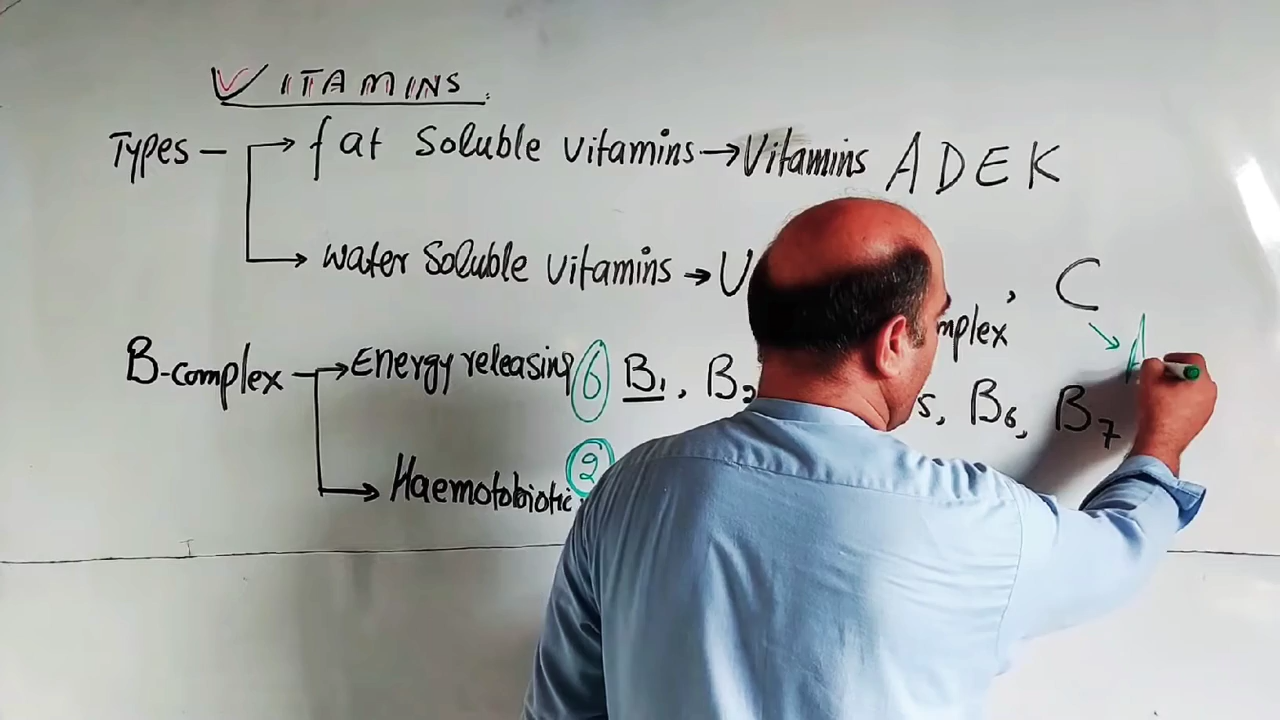 VITAMINS.
Types – → fat soluble vitamins → Vitamins A D E K
→ water soluble vitamins → , C
mplex
B-complex → Energy releasing 6 B1, B2 5, B6, B7
→ Haemotobiotic 2